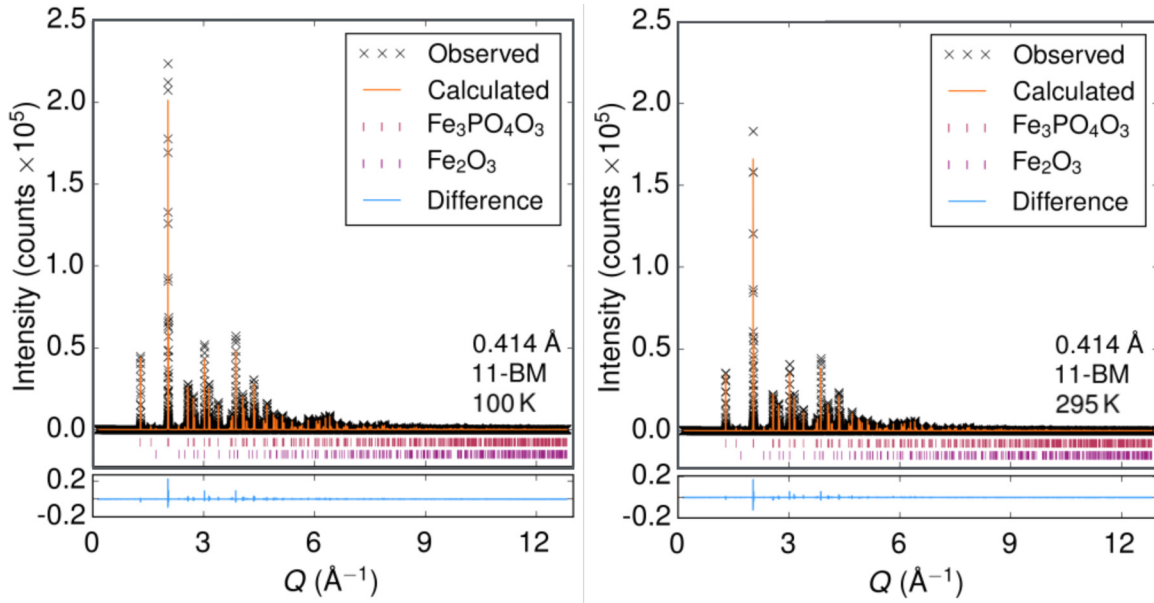 2.5
2.0
1.5
1.0
0.5
0.0
Intensity (counts ×10⁵)
× × × Observed
Calculated
Fe₃PO₄O₃
Fe₂O₃
Difference
0.414 Å
11-BM
100 K
0.2
-0.2
0 3 6 9 12
Q (Å⁻¹)
2.5
2.0
1.5
1.0
0.5
0.0
Intensity (counts ×10⁵)
× × × Observed
Calculated
Fe₃PO₄O₃
Fe₂O₃
Difference
0.414 Å
11-BM
295 K
0.2
-0.2
0 3 6 9 12
Q (Å⁻¹)